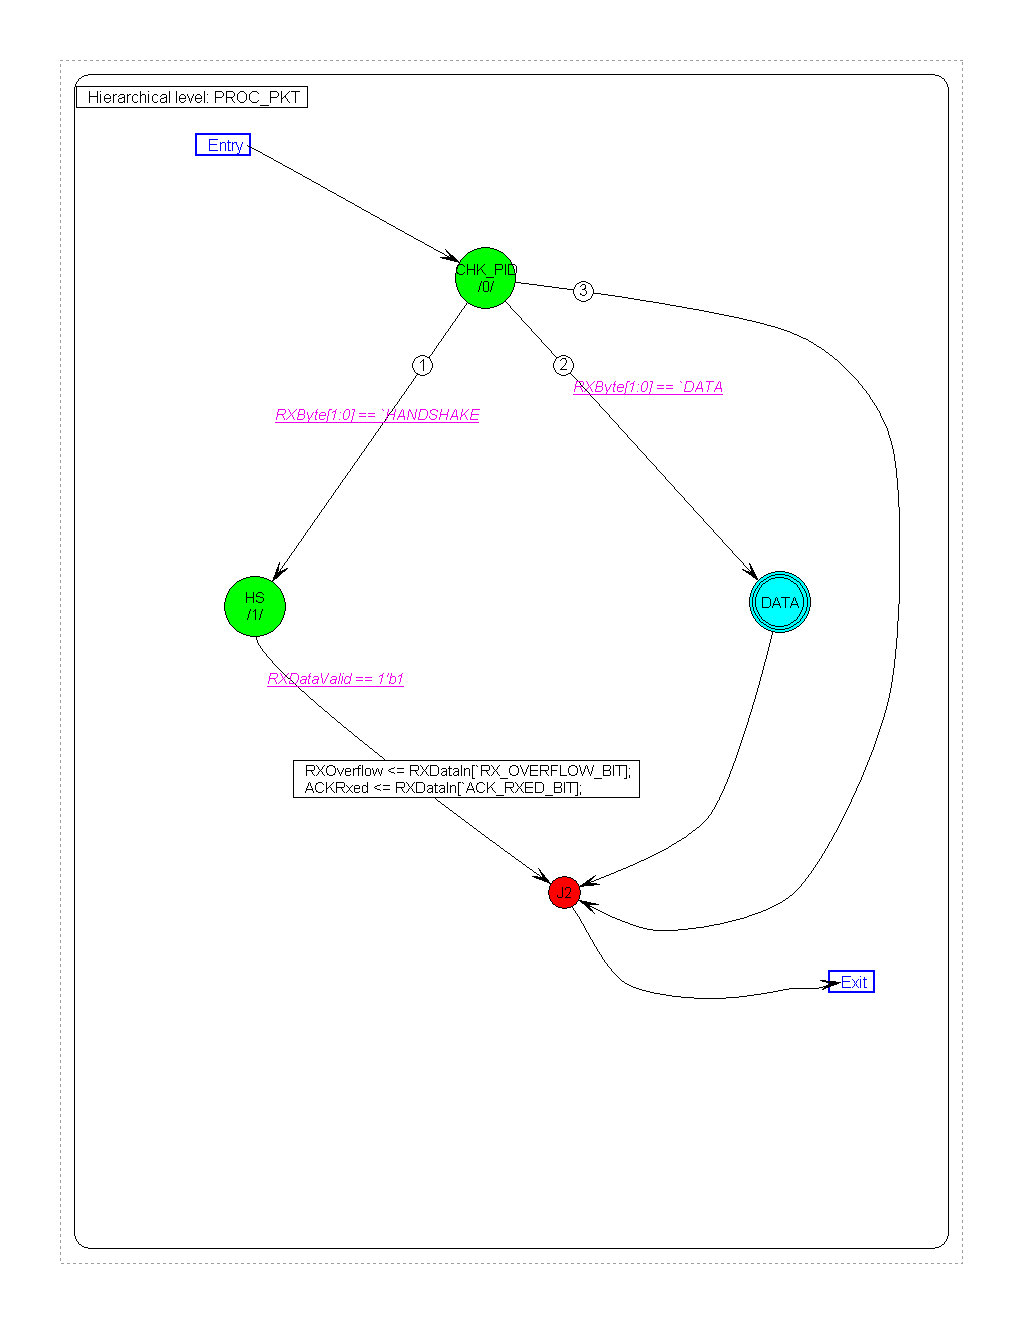 Hierarchical level: PROC_PKT
Entry
CHK_PID
/0/
3
1
2
RXByte[1:0] == `DATA
RXByte[1:0] == `HANDSHAKE
HS
/1/
DATA
RXDataValid == 1'b1
RXOverflow <= RXDataIn[`RX_OVERFLOW_BIT];
ACKRxed <= RXDataIn[`ACK_RXED_BIT];
J2
Exit